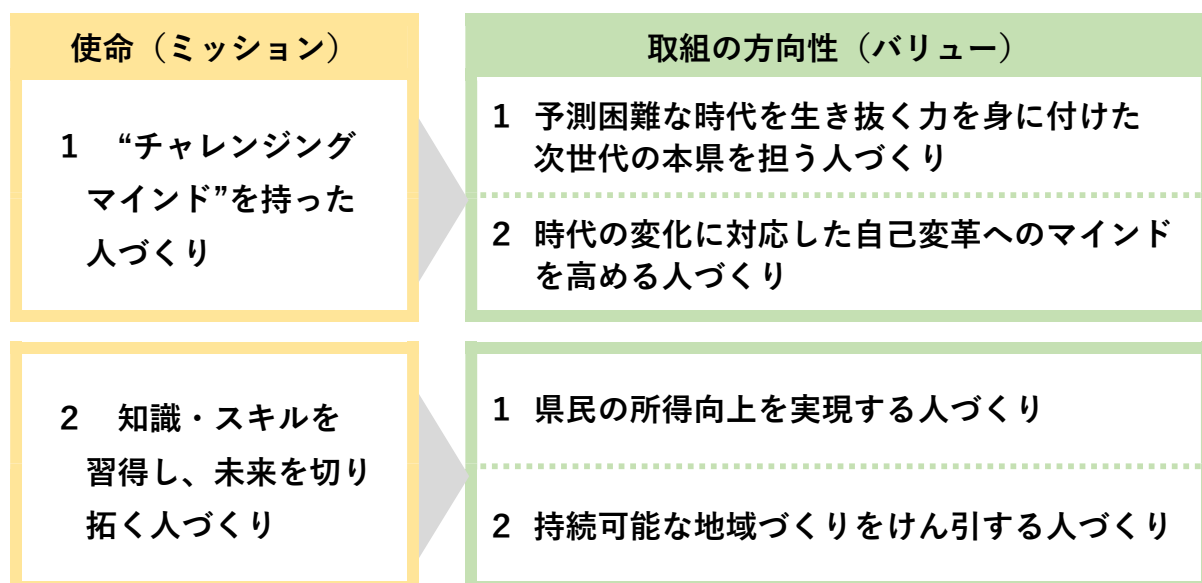 使命（ミッション）
1 “チャレンジング
マインド”を持った
人づくり
取組の方向性（バリュー）
1 予測困難な時代を生き抜く力を身に付けた
次世代の本県を担う人づくり
2 時代の変化に対応した自己変革へのマインド
を高める人づくり
2 知識・スキルを
習得し、未来を切り
拓く人づくり
1 県民の所得向上を実現する人づくり
2 持続可能な地域づくりをけん引する人づくり